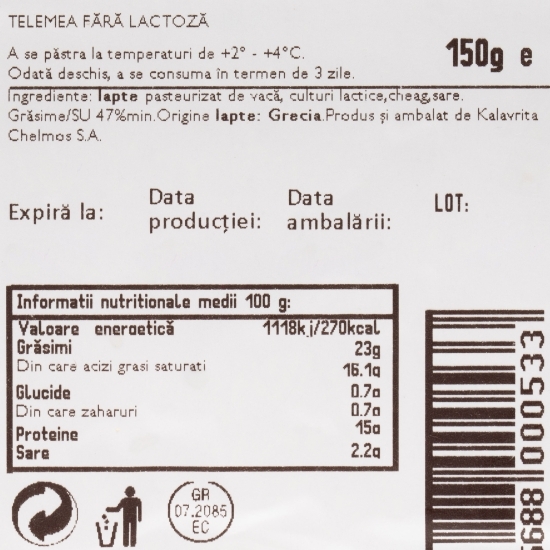 TELEMEA FĂRĂ LACTOZĂ
A se păstra la temperaturi de +2° - +4°C.
Odată deschis, a se consuma în termen de 3 zile.
150g e
Ingrediente: lapte pasteurizat de vacă, culturi lactice,cheag,sare.
Grăsime/SU 47%min.Origine lapte: Grecia.Produs și ambalat de Kalavrita
Chelmos S.A.
Expiră la:
Data
producției:
Data
ambalării:
LOT:
Informatii nutritionale medii 100 g:
Valoare energetică 1118kj/270kcal
Grăsimi 23g
Din care acizi grasi saturati 16.1g
Glucide 0.7g
Din care zaharuri 0.7g
Proteine 15g
Sare 2.2g
GR
07.2085
EC